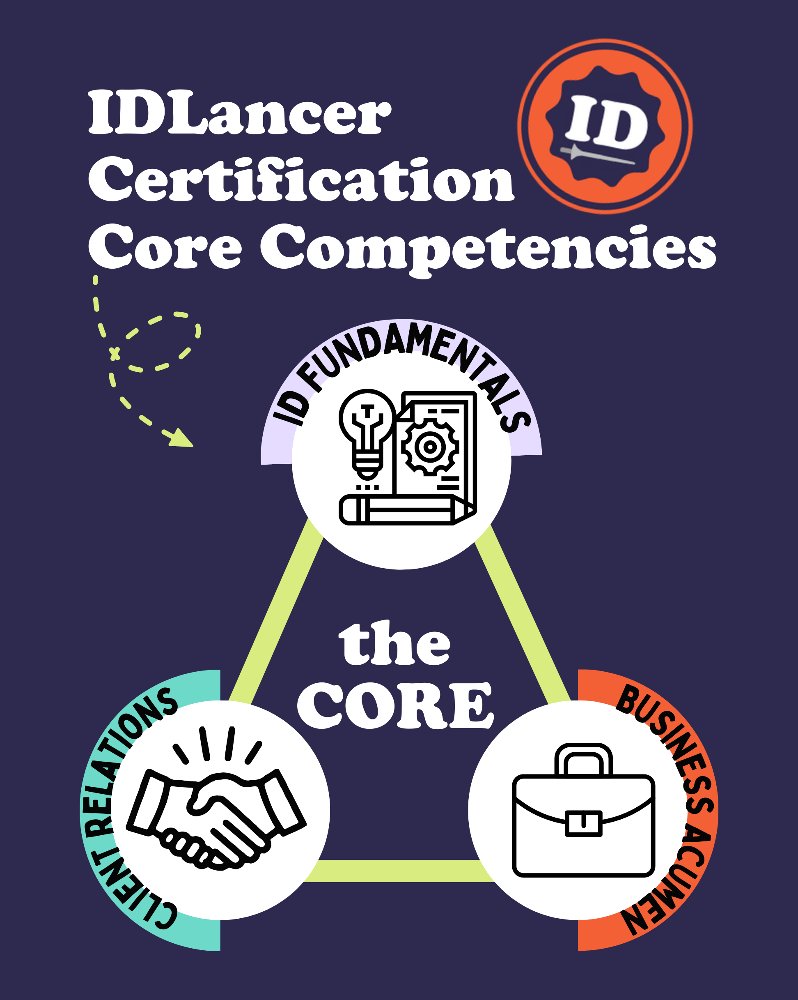 IDLancer
Certification
Core Competencies
ID
ID FUNDAMENTALS
the
CORE
CLIENT RELATIONS
BUSINESS ACUMEN